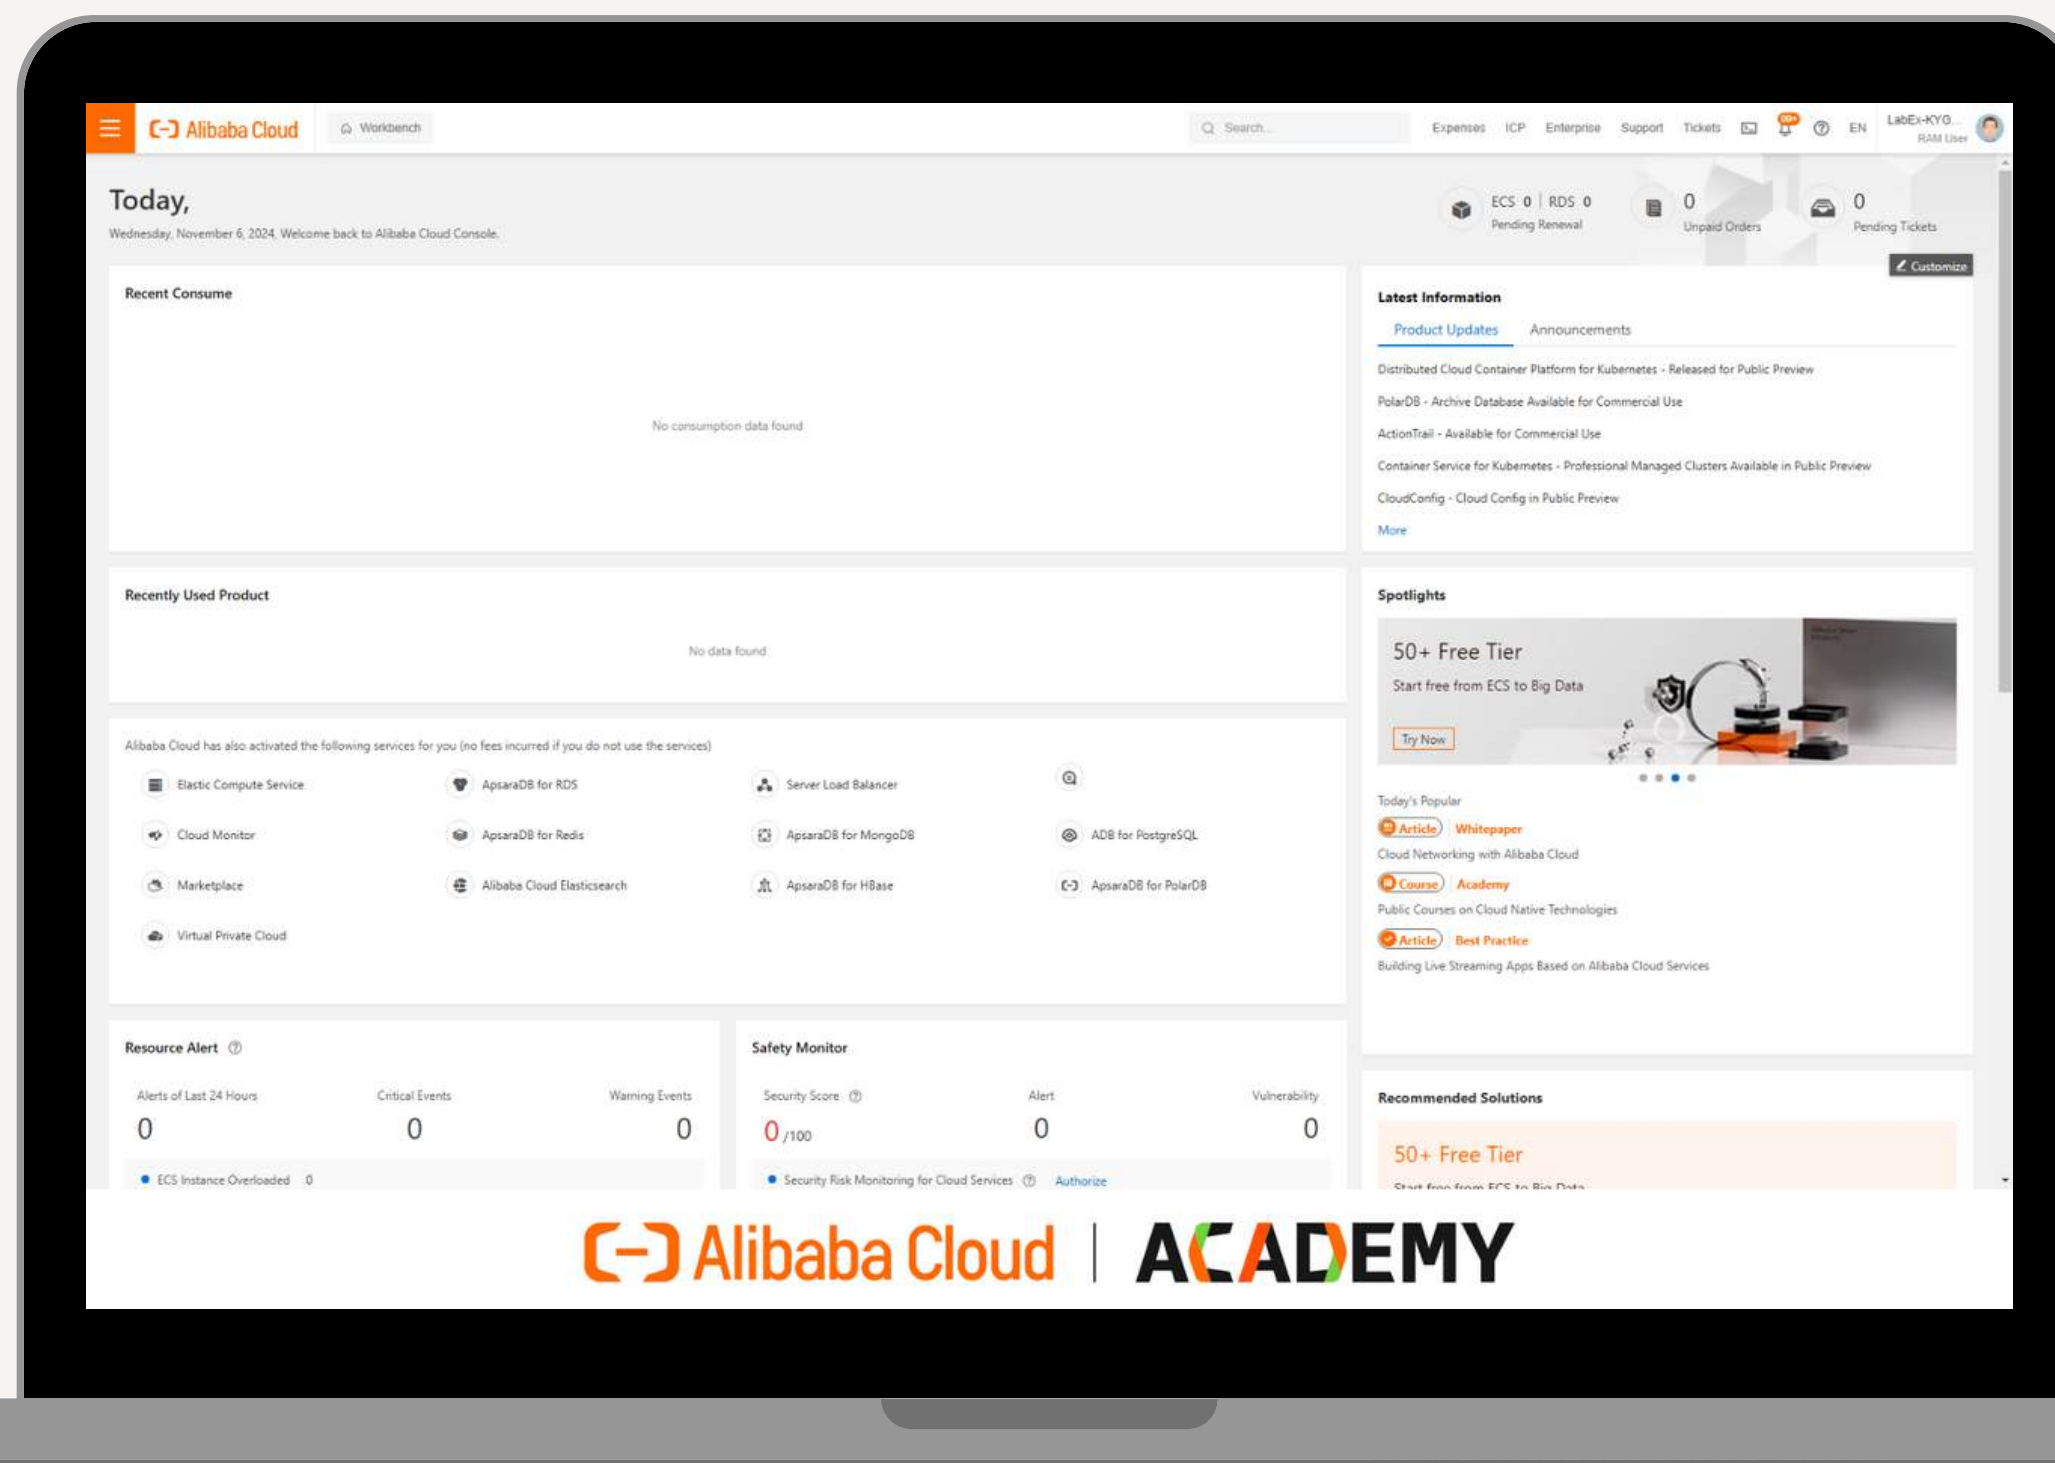 Alibaba Cloud
Workbench
Search...
Expenses ICP Enterprise Support Tickets
99+
EN
LabEx-KYG...
RAM User
Today,
Wednesday, November 6, 2024, Welcome back to Alibaba Cloud Console.
ECS 0 | RDS 0
Pending Renewal
0
Unpaid Orders
0
Pending Tickets
Customize
Recent Consume
No consumption data found
Latest Information
Product Updates Announcements
Distributed Cloud Container Platform for Kubernetes - Released for Public Preview
PolarDB - Archive Database Available for Commercial Use
ActionTrail - Available for Commercial Use
Container Service for Kubernetes - Professional Managed Clusters Available in Public Preview
CloudConfig - Cloud Config in Public Preview
More
Recently Used Product
No data found
Alibaba Cloud has also activated the following services for you (no fees incurred if you do not use the services)
Elastic Compute Service ApsaraDB for RDS Server Load Balancer
Cloud Monitor ApsaraDB for Redis ApsaraDB for MongoDB ADB for PostgreSQL
Marketplace Alibaba Cloud Elasticsearch ApsaraDB for HBase ApsaraDB for PolarDB
Virtual Private Cloud
Spotlights
50+ Free Tier
Start free from ECS to Big Data
Try Now
Today's Popular
Article Whitepaper
Cloud Networking with Alibaba Cloud
Course Academy
Public Courses on Cloud Native Technologies
Article Best Practice
Building Live Streaming Apps Based on Alibaba Cloud Services
Resource Alert
Alerts of Last 24 Hours Critical Events Warning Events
0 0 0
ECS Instance Overloaded 0
Safety Monitor
Security Score Alert Vulnerability
0 /100 0 0
Security Risk Monitoring for Cloud Services Authorize
Recommended Solutions
50+ Free Tier
Start free from ECS to Big Data
Alibaba Cloud | ACADEMY